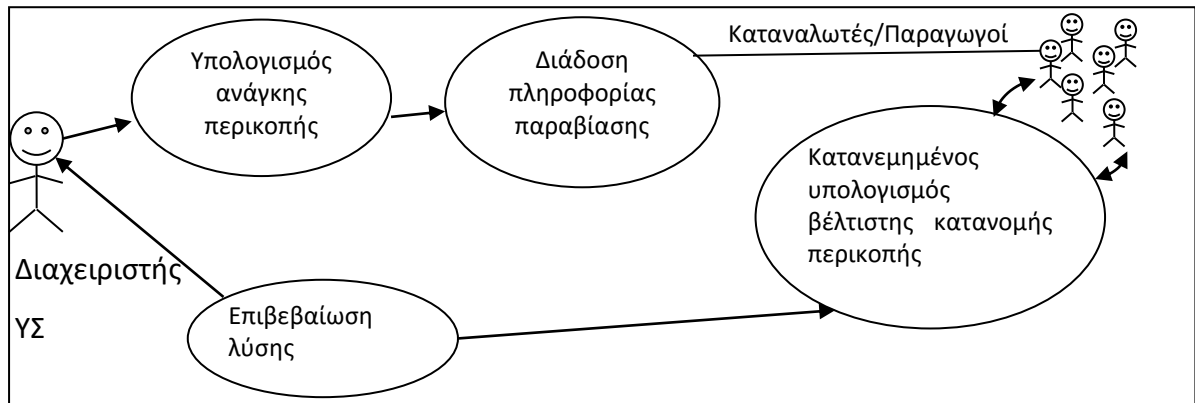 Υπολογισμός
ανάγκης
περικοπής
Διάδοση
πληροφορίας
παραβίασης
Καταναλωτές/Παραγωγοί
Κατανεμημένος
υπολογισμός
βέλτιστης κατανομής
περικοπής
Διαχειριστής
ΥΣ
Επιβεβαίωση
λύσης